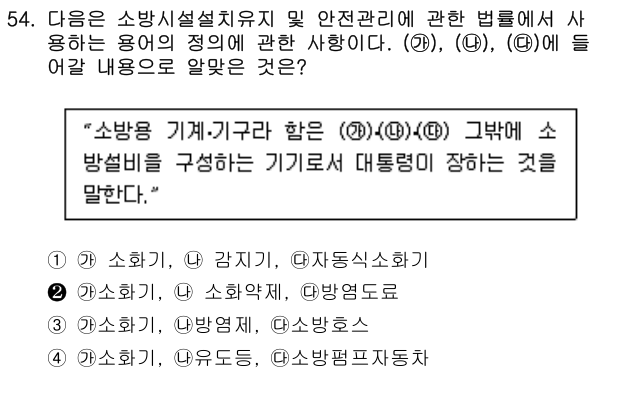 54. 다음은 소방시설설치유지 및 안전관리에 관한 법률에서 사
용하는 용어의 정의에 관한 사항이다. (㉮), (㉯), (㉰)에 들
어갈 내용으로 알맞은 것은?
"소방용 기계·기구라 함은 (㉮)·(㉯)·(㉰) 그밖에 소
방설비을 구성하는 기기로서 대통령미 장하는 것을
말한다."
① ㉮ 소화기, ㉯ 감지기, ㉰자동식소화기
❷ ㉮소화기, ㉯ 소화약제, ㉰방염도료
③ ㉮소화기, ㉯방염제, ㉰소방호스
④ ㉮소화기, ㉯유도등, ㉰소방펌프자동차